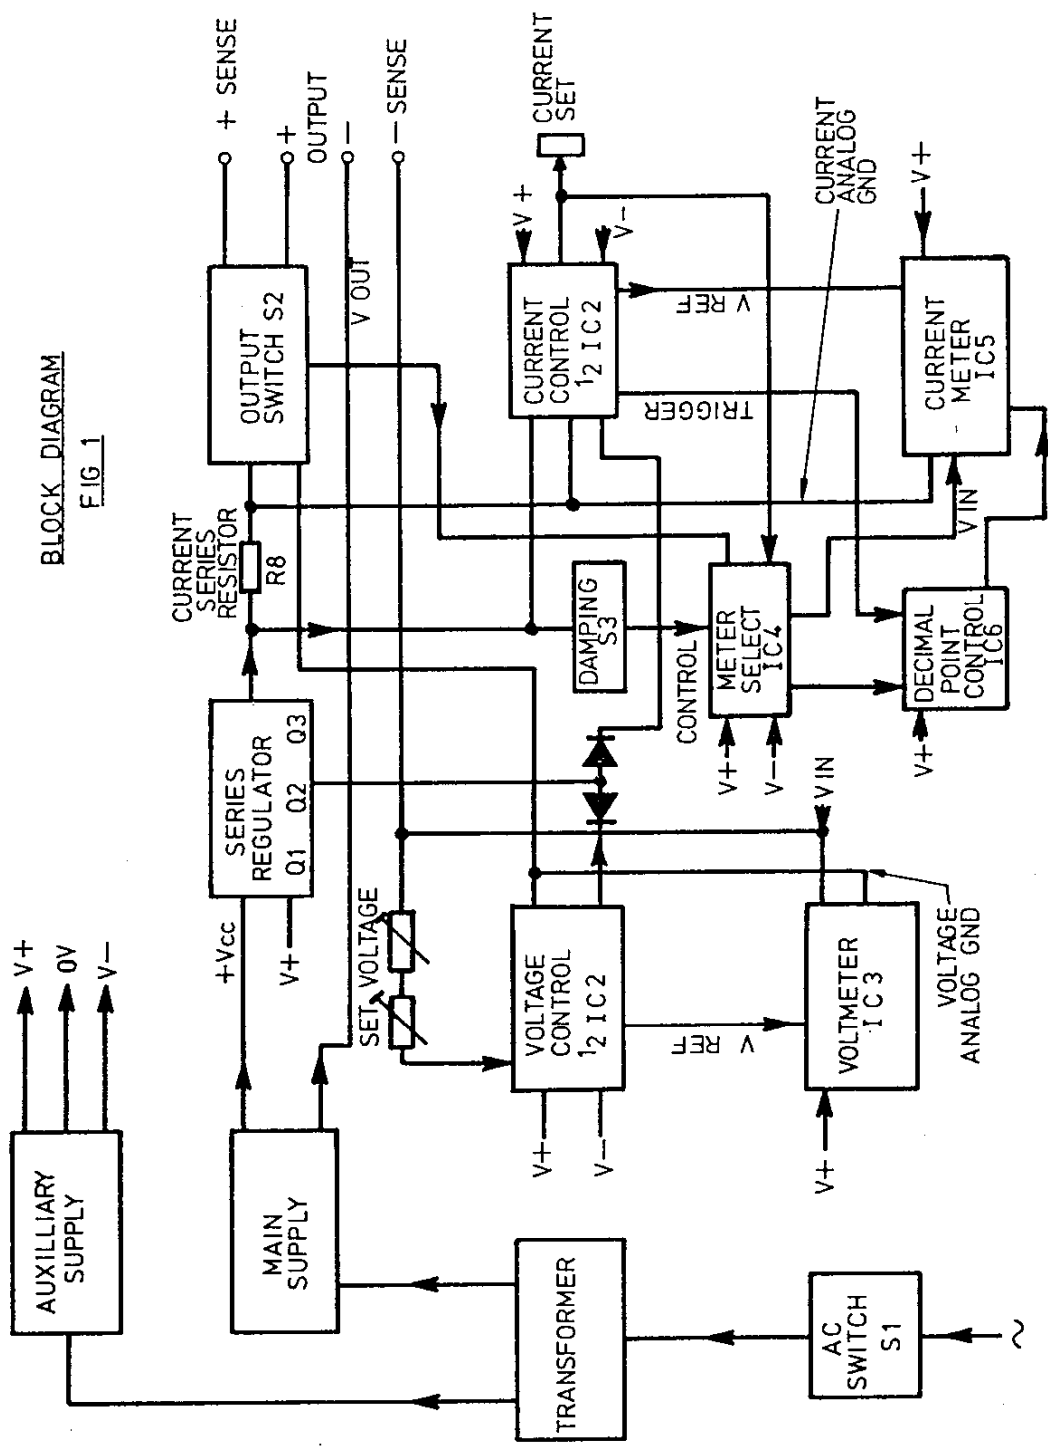 BLOCK DIAGRAM
FIG 1
AUXILLIARY
SUPPLY
V+
0V
V-
MAIN
SUPPLY
+Vcc
V+
SERIES
REGULATOR
Q1 Q2 Q3
CURRENT
SERIES
RESISTOR
R8
OUTPUT
SWITCH S2
+ SENSE
+
OUTPUT
-
- SENSE
V OUT
SET VOLTAGE
TRANSFORMER
VOLTAGE
CONTROL
½ IC2
V+
V-
V REF
DAMPING
S3
CURRENT
CONTROL
½ IC2
V+
V-
CURRENT
SET
TRIGGER
V REF
CONTROL
METER
SELECT
IC4
V+
V-
CURRENT
ANALOG
GND
AC
SWITCH
S1
~
VOLTMETER
IC3
V+
V IN
VOLTAGE
ANALOG GND
DECIMAL
POINT
CONTROL
IC6
V+
V IN
CURRENT
METER
IC5
V+